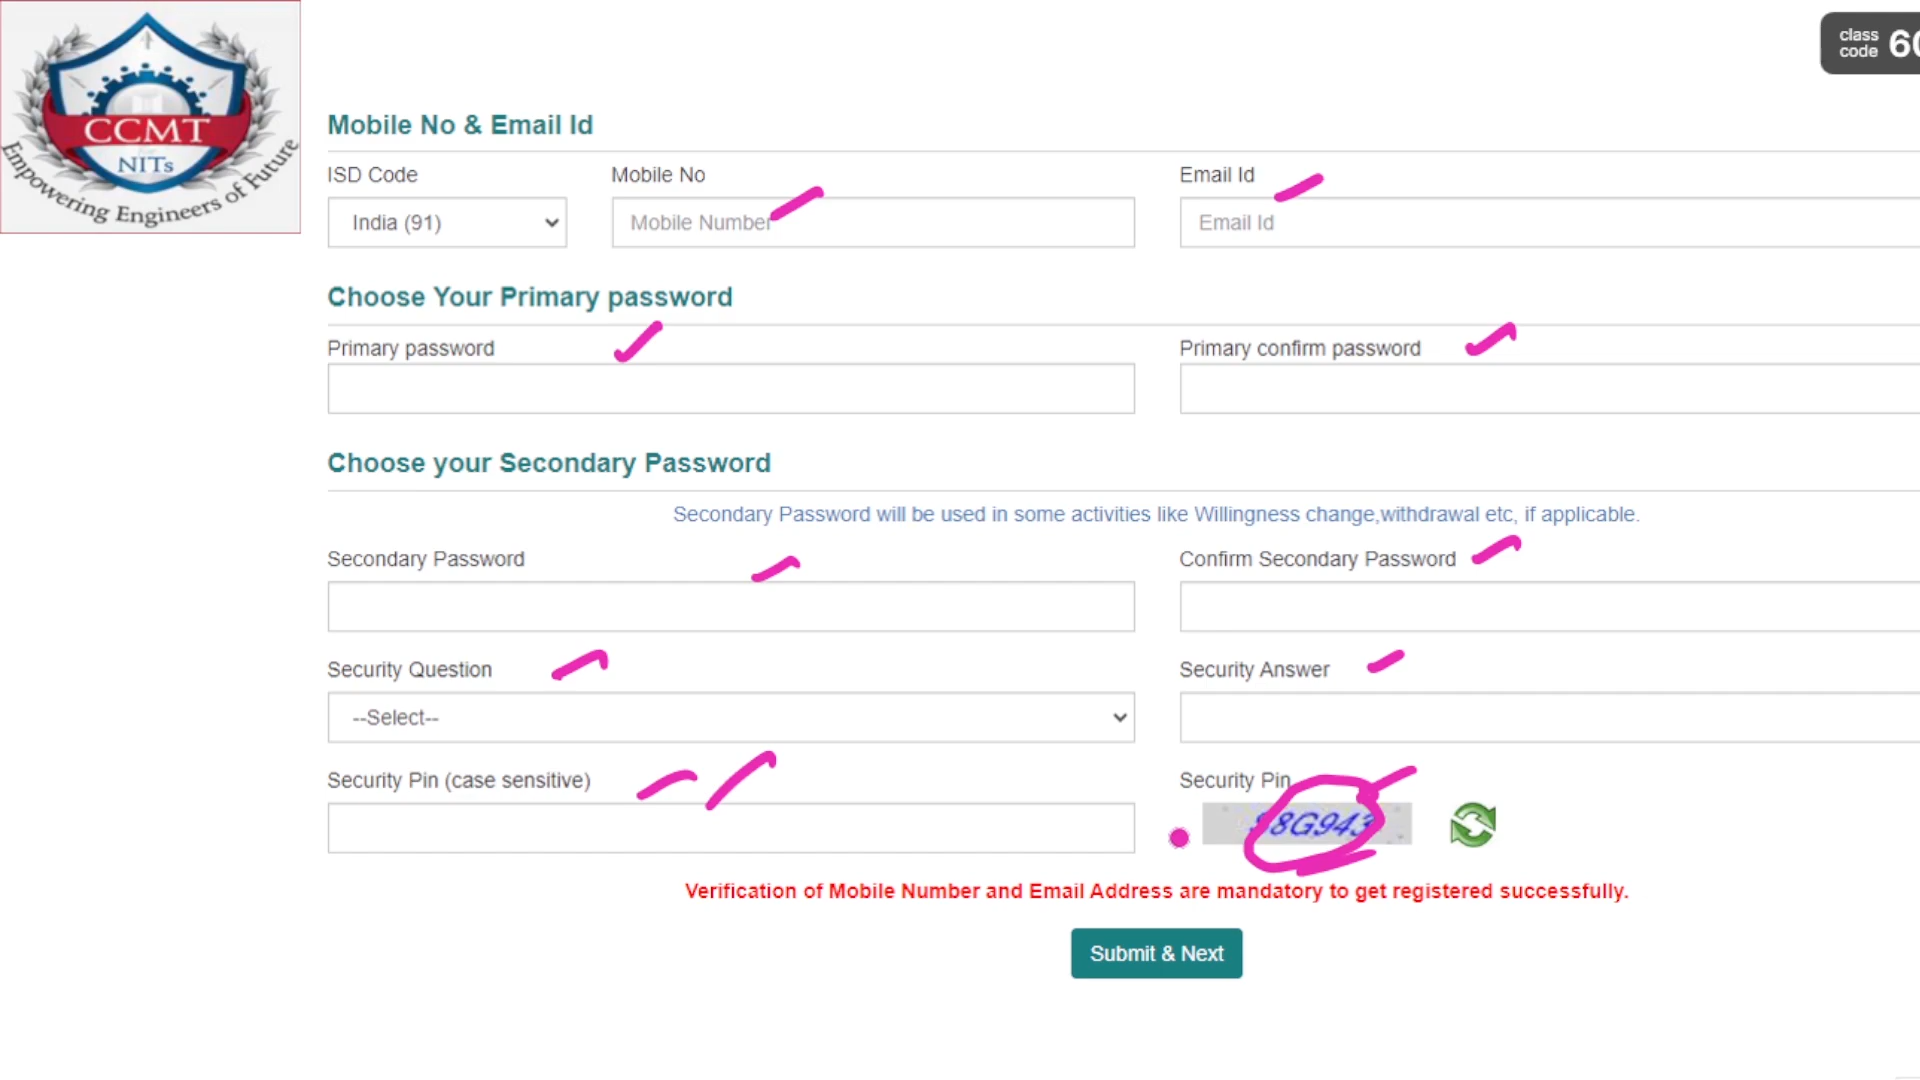 CCMT
NITs
Empowering Engineers of Future
class
code
Mobile No & Email Id
ISD Code
Mobile No
Email Id
India (91)
Mobile Number
Email Id
Choose Your Primary password
Primary password
Primary confirm password
Choose your Secondary Password
Secondary Password will be used in some activities like Willingness change,withdrawal etc, if applicable.
Secondary Password
Confirm Secondary Password
Security Question
Security Answer
--Select--
Security Pin (case sensitive)
Security Pin
Verification of Mobile Number and Email Address are mandatory to get registered successfully.
Submit & Next